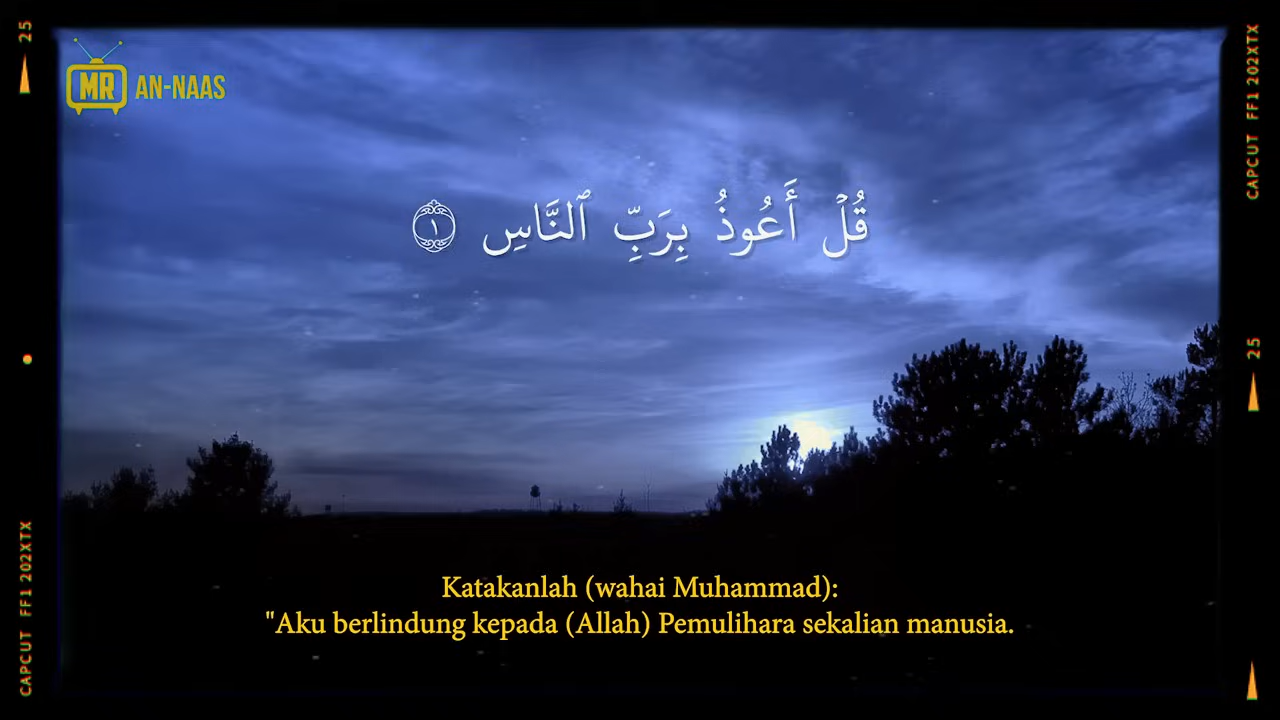 25
CAPCUT FF1 202XTX
MR AN-NAAS
قُلۡ أَعُوذُ بِرَبِّ ٱلنَّاسِ ١
25
Katakanlah (wahai Muhammad):
"Aku berlindung kepada (Allah) Pemulihara sekalian manusia.
CAPCUT FF1 202XTX